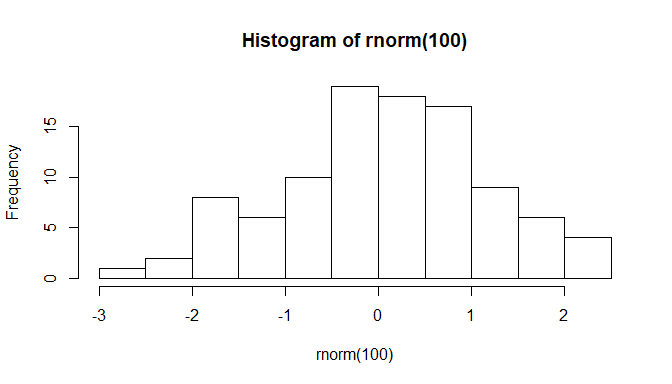 Histogram of rnorm(100)
Frequency
15
10
5
0
-3 -2 -1 0 1 2
rnorm(100)